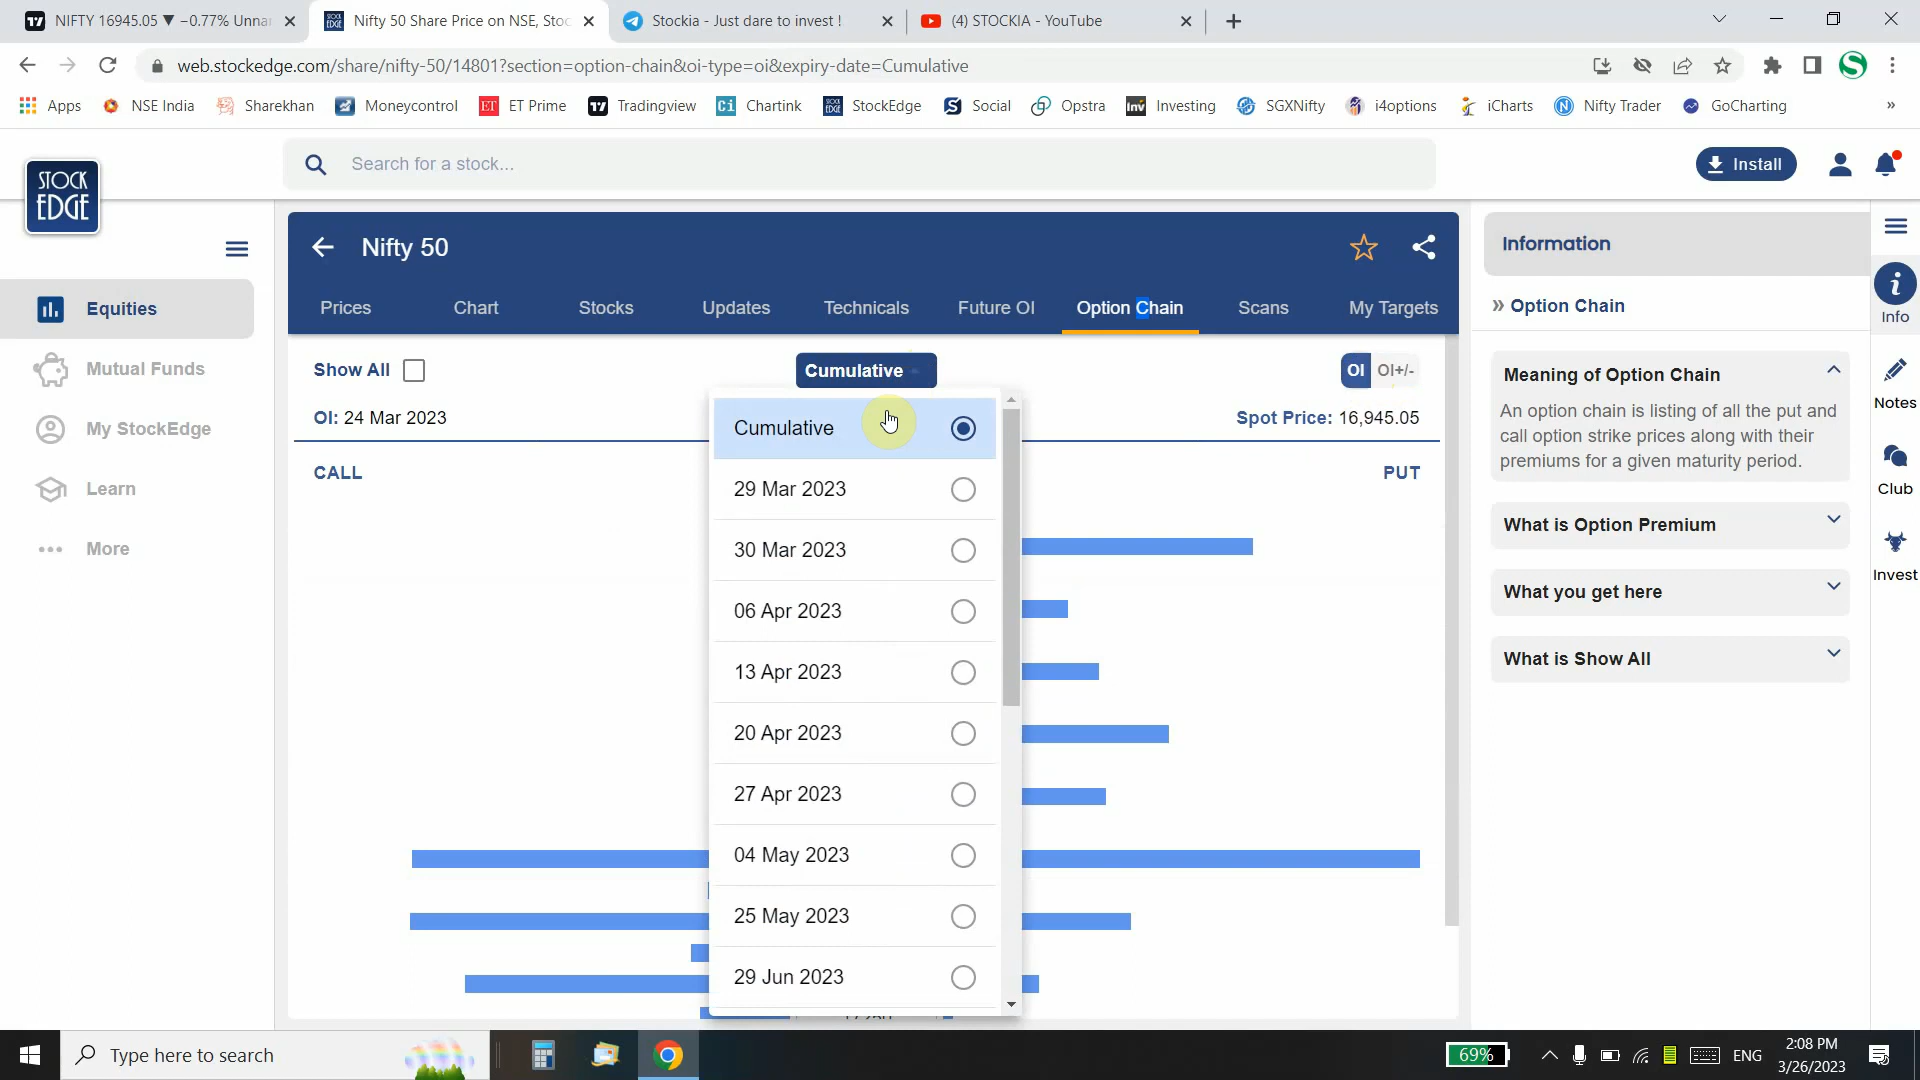 NIFTY 16945.05 ▼ −0.77% Unnar
Nifty 50 Share Price on NSE, Stoc
Stockia - Just dare to invest !
(4) STOCKIA - YouTube
web.stockedge.com/share/nifty-50/14801?section=option-chain&oi-type=oi&expiry-date=Cumulative
Apps NSE India Sharekhan Moneycontrol ET Prime Tradingview Chartink StockEdge Social Opstra Investing SGXNifty i4options iCharts Nifty Trader GoCharting »
STOCK
EDGE
Search for a stock...
Install
Nifty 50
Prices Chart Stocks Updates Technicals Future OI Option Chain Scans My Targets
Equities
Mutual Funds
My StockEdge
Learn
More
Show All
Cumulative
OI OI+/-
OI: 24 Mar 2023
Spot Price: 16,945.05
CALL
PUT
Cumulative
29 Mar 2023
30 Mar 2023
06 Apr 2023
13 Apr 2023
20 Apr 2023
27 Apr 2023
04 May 2023
25 May 2023
29 Jun 2023
Information
» Option Chain
Meaning of Option Chain
An option chain is listing of all the put and
call option strike prices along with their
premiums for a given maturity period.
What is Option Premium
What you get here
What is Show All
Info
Notes
Club
Invest
Type here to search
69%
ENG
2:08 PM
3/26/2023